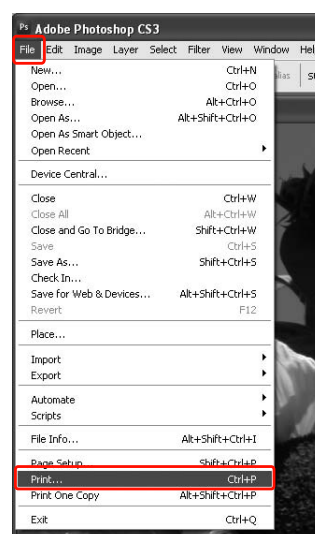 Ps Adobe Photoshop CS3
File Edit Image Layer Select Filter View Window Hel
New... Ctrl+N
Open... Ctrl+O
Browse... Alt+Ctrl+O
Open As... Alt+Shift+Ctrl+O
Open As Smart Object...
Open Recent
Device Central...
Close Ctrl+W
Close All Alt+Ctrl+W
Close and Go To Bridge... Shift+Ctrl+W
Save Ctrl+S
Save As... Shift+Ctrl+S
Check In...
Save for Web & Devices... Alt+Shift+Ctrl+S
Revert F12
Place...
Import
Export
Automate
Scripts
File Info... Alt+Shift+Ctrl+I
Page Setup... Shift+Ctrl+P
Print... Ctrl+P
Print One Copy Alt+Shift+Ctrl+P
Exit Ctrl+Q